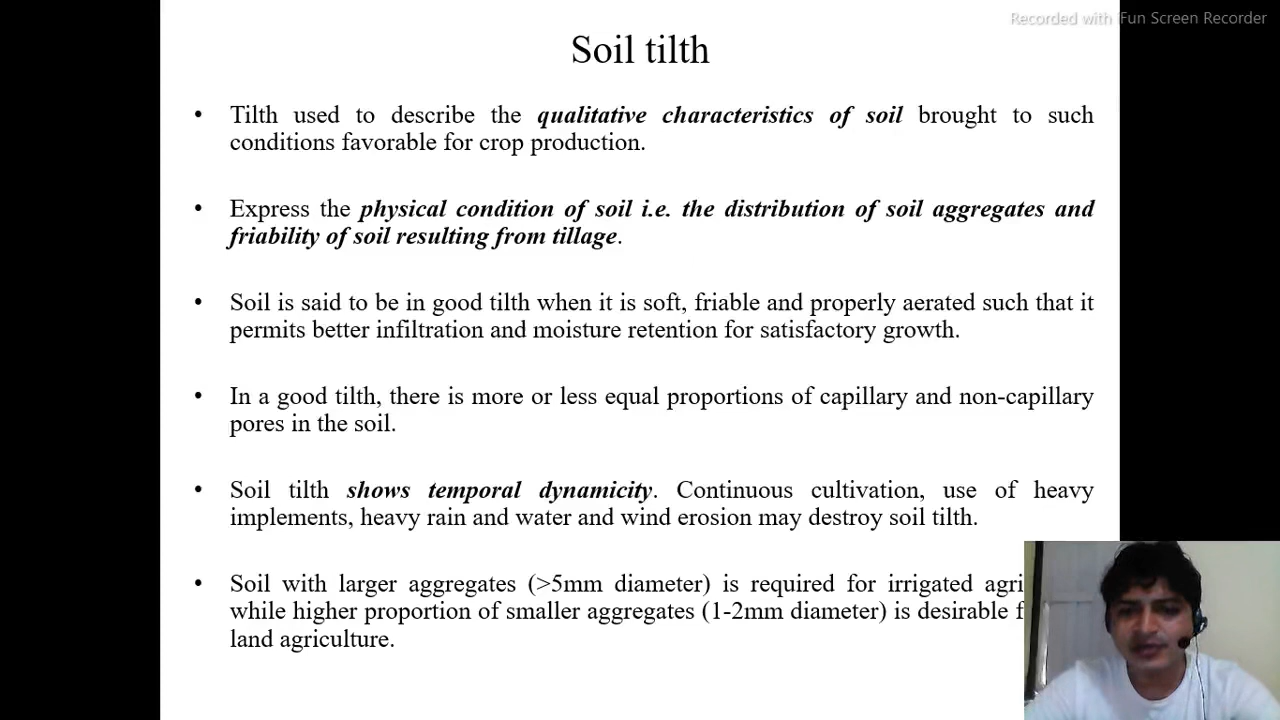 Recorded with iFun Screen Recorder
Soil tilth
• Tilth used to describe the qualitative characteristics of soil brought to such
conditions favorable for crop production.
• Express the physical condition of soil i.e. the distribution of soil aggregates and
friability of soil resulting from tillage.
• Soil is said to be in good tilth when it is soft, friable and properly aerated such that it
permits better infiltration and moisture retention for satisfactory growth.
• In a good tilth, there is more or less equal proportions of capillary and non-capillary
pores in the soil.
• Soil tilth shows temporal dynamicity. Continuous cultivation, use of heavy
implements, heavy rain and water and wind erosion may destroy soil tilth.
• Soil with larger aggregates (>5mm diameter) is required for irrigated
while higher proportion of smaller aggregates (1-2mm diameter) is desirable
land agriculture.